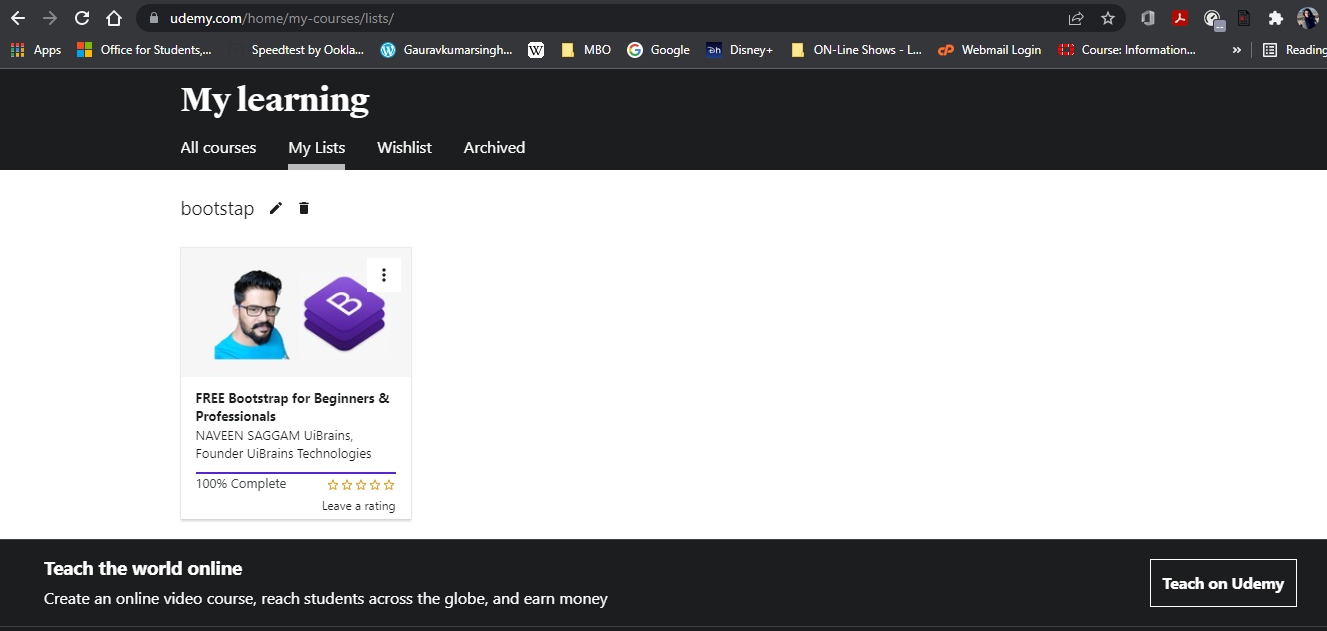 udemy.com/home/my-courses/lists/
Apps Office for Students,... Speedtest by Ookla... Gauravkumarsingh... W MBO Google Disney+ ON-Line Shows - L... Webmail Login Course: Information... » Reading
My learning
All courses My Lists Wishlist Archived
bootstap
B
FREE Bootstrap for Beginners &
Professionals
NAVEEN SAGGAM UiBrains,
Founder UiBrains Technologies
100% Complete
Leave a rating
Teach the world online
Create an online video course, reach students across the globe, and earn money
Teach on Udemy